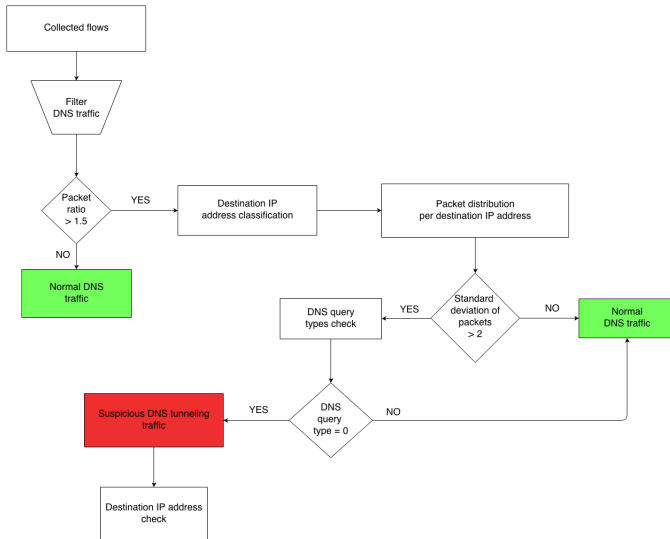 Collected flows
Filter
DNS traffic
Packet
ratio
> 1.5
YES
Destination IP
address classification
Packet distribution
per destination IP address
NO
Normal DNS
traffic
Standard
deviation of
packets
> 2
YES
NO
DNS query
types check
Normal
DNS traffic
DNS
query
type = 0
YES
NO
Suspicious DNS tunneling
traffic
Destination IP address
check